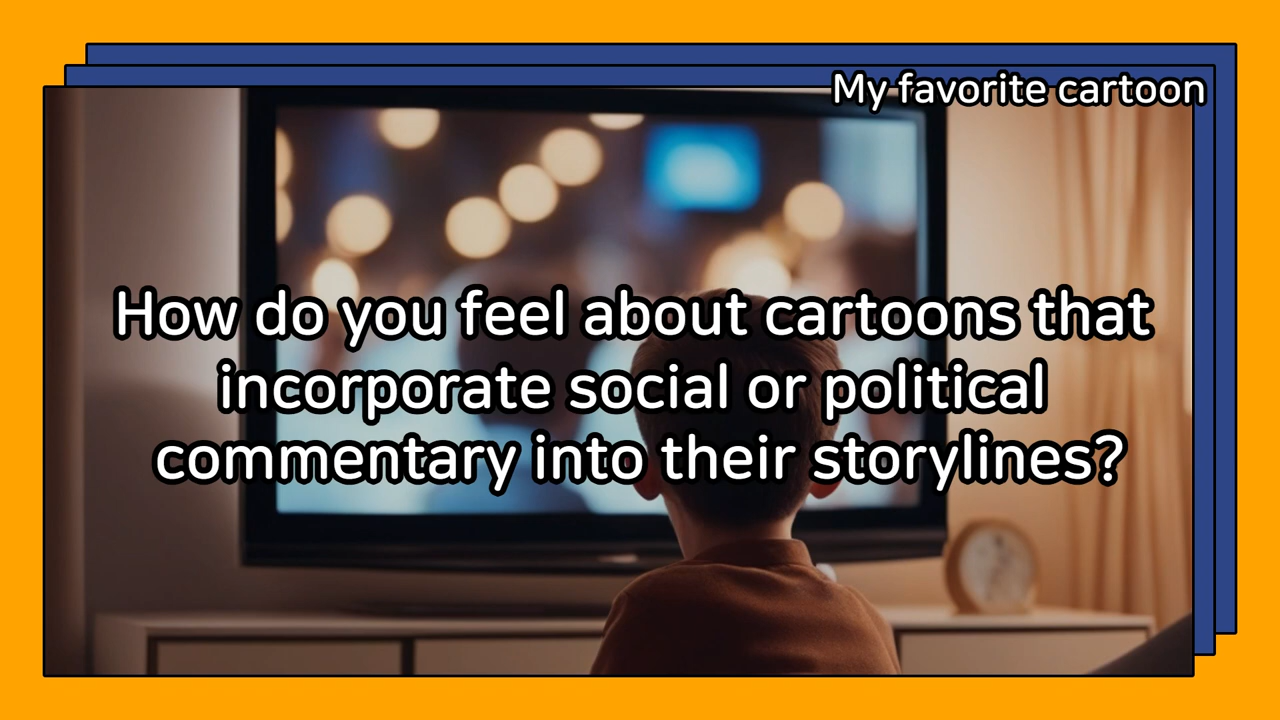 My favorite cartoon
How do you feel about cartoons that
incorporate social or political
commentary into their storylines?